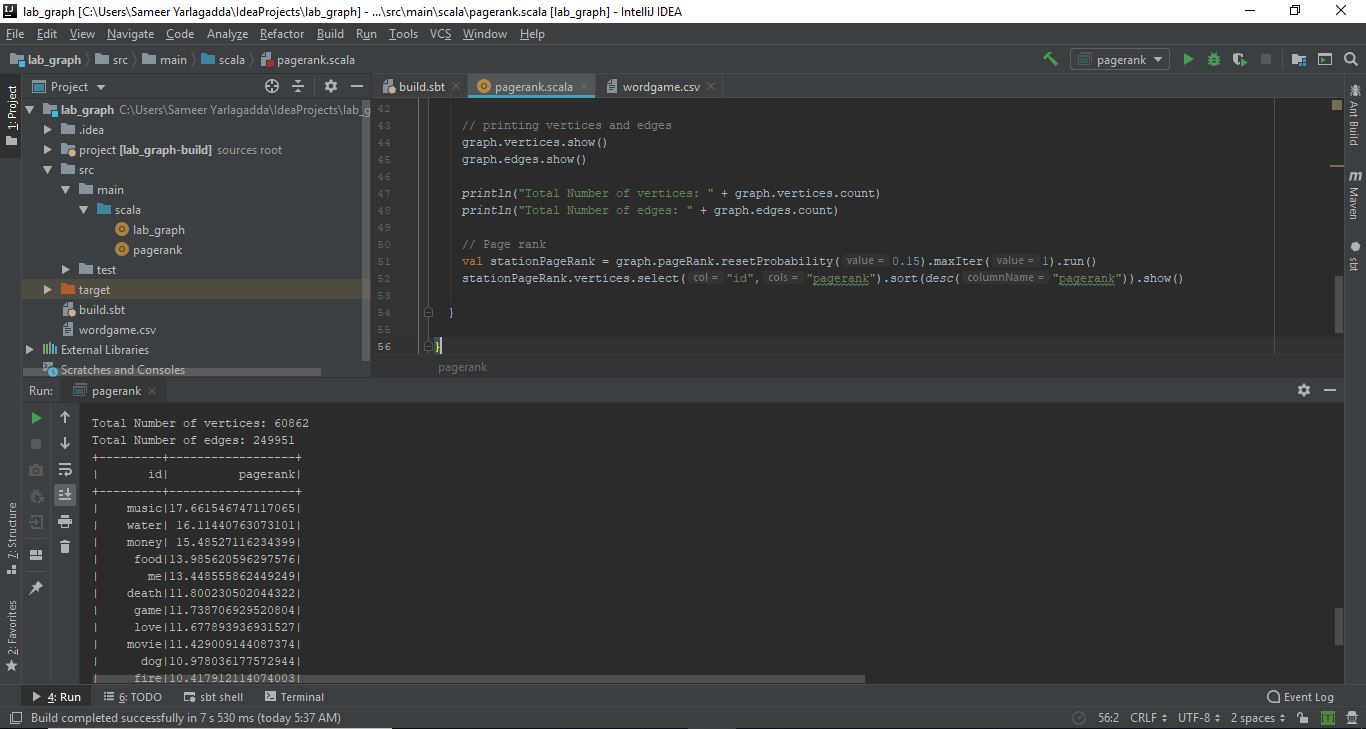 lab_graph [C:\Users\Sameer Yarlagadda\IdeaProjects\lab_graph] - ...\src\main\scala\pagerank.scala [lab_graph] - IntelliJ IDEA
File Edit View Navigate Code Analyze Refactor Build Run Tools VCS Window Help
lab_graph src main scala pagerank.scala pagerank
1: Project
Project
build.sbt pagerank.scala wordgame.csv
lab_graph C:\Users\Sameer Yarlagadda\IdeaProjects\lab_g
.idea
project [lab_graph-build] sources root
src
main
scala
lab_graph
pagerank
test
target
build.sbt
wordgame.csv
External Libraries
Scratches and Consoles
42
43 // printing vertices and edges
44 graph.vertices.show()
45 graph.edges.show()
46
47 println("Total Number of vertices: " + graph.vertices.count)
48 println("Total Number of edges: " + graph.edges.count)
49
50 // Page rank
51 val stationPageRank = graph.pageRank.resetProbability( value = 0.15).maxIter( value = 1).run()
52 stationPageRank.vertices.select( col = "id", cols = "pagerank").sort(desc( columnName = "pagerank")).show()
53
54 }
55
56 }
pagerank
Ant Build
m Maven
sbt
Run: pagerank
Total Number of vertices: 60862
Total Number of edges: 249951
+---------+------------------+
| id| pagerank|
+---------+------------------+
| music|17.661546747117065|
| water| 16.11440763073101|
| money| 15.48527116234399|
| food|13.985620596297576|
| me|13.448555862449249|
| death|11.800230502044322|
| game|11.738706929520804|
| love|11.677893936931527|
| movie|11.429009144087374|
| dog|10.978036177572944|
| fire|10.417912114074003|
7: Structure
2: Favorites
4: Run 6: TODO sbt shell Terminal Event Log
Build completed successfully in 7 s 530 ms (today 5:37 AM) 56:2 CRLF UTF-8 2 spaces